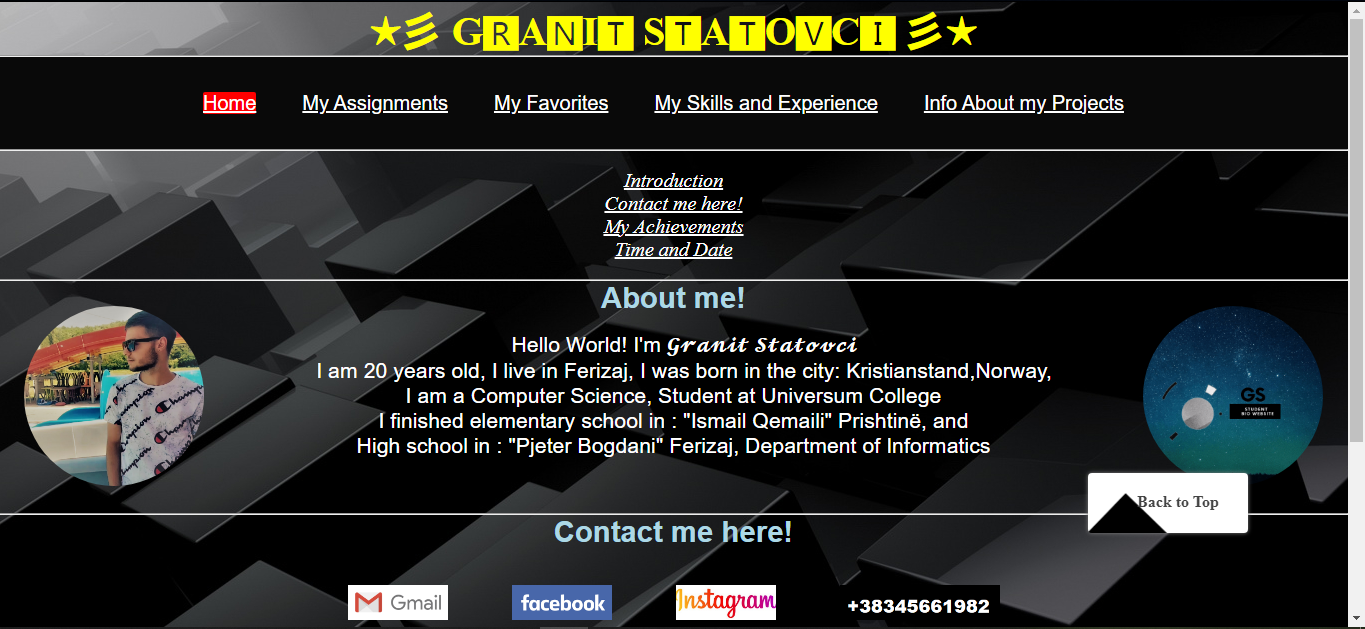 ★彡 G🆁A🅽I🆃 S🆃A🆃O🆅C🅸 彡★
Home My Assignments My Favorites My Skills and Experience Info About my Projects
Introduction
Contact me here!
My Achievements
Time and Date
About me!
Hello World! I'm 𝓖𝓻𝓪𝓷𝓲𝓽 𝓢𝓽𝓪𝓽𝓸𝓿𝓬𝓲
I am 20 years old, I live in Ferizaj, I was born in the city: Kristianstand,Norway,
I am a Computer Science, Student at Universum College
I finished elementary school in : "Ismail Qemaili" Prishtinë, and
High school in : "Pjeter Bogdani" Ferizaj, Department of Informatics
Champion
GS
STUDENT
BIO WEBSITE
Back to Top
Contact me here!
Gmail facebook Instagram +38345661982